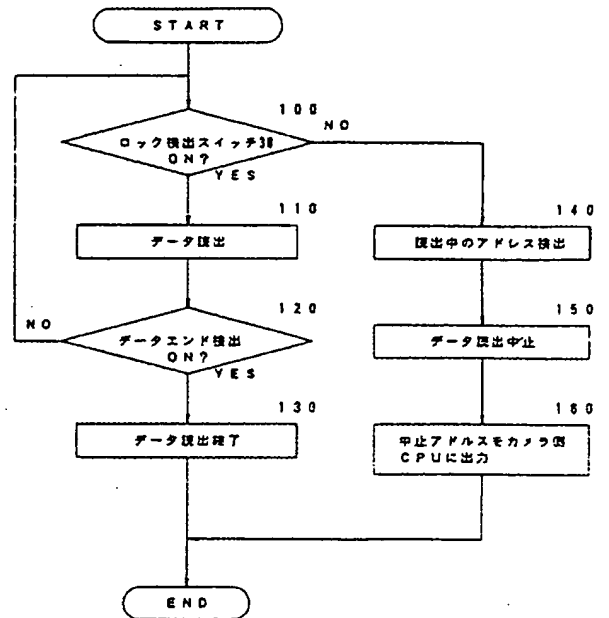 START
100
ロック検出スイッチ38
ON?
NO
YES
110
データ読出
120
データエンド検出
ON?
NO
YES
130
データ読出終了
140
読出中のアドレス検出
150
データ読出中止
160
中止アドルスをカメラ側
CPUに出力
END